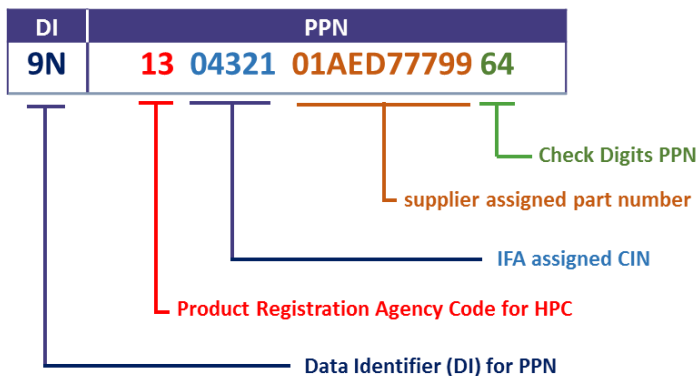 DI PPN
9N 13 04321 01AED77799 64
Check Digits PPN
supplier assigned part number
IFA assigned CIN
Product Registration Agency Code for HPC
Data Identifier (DI) for PPN